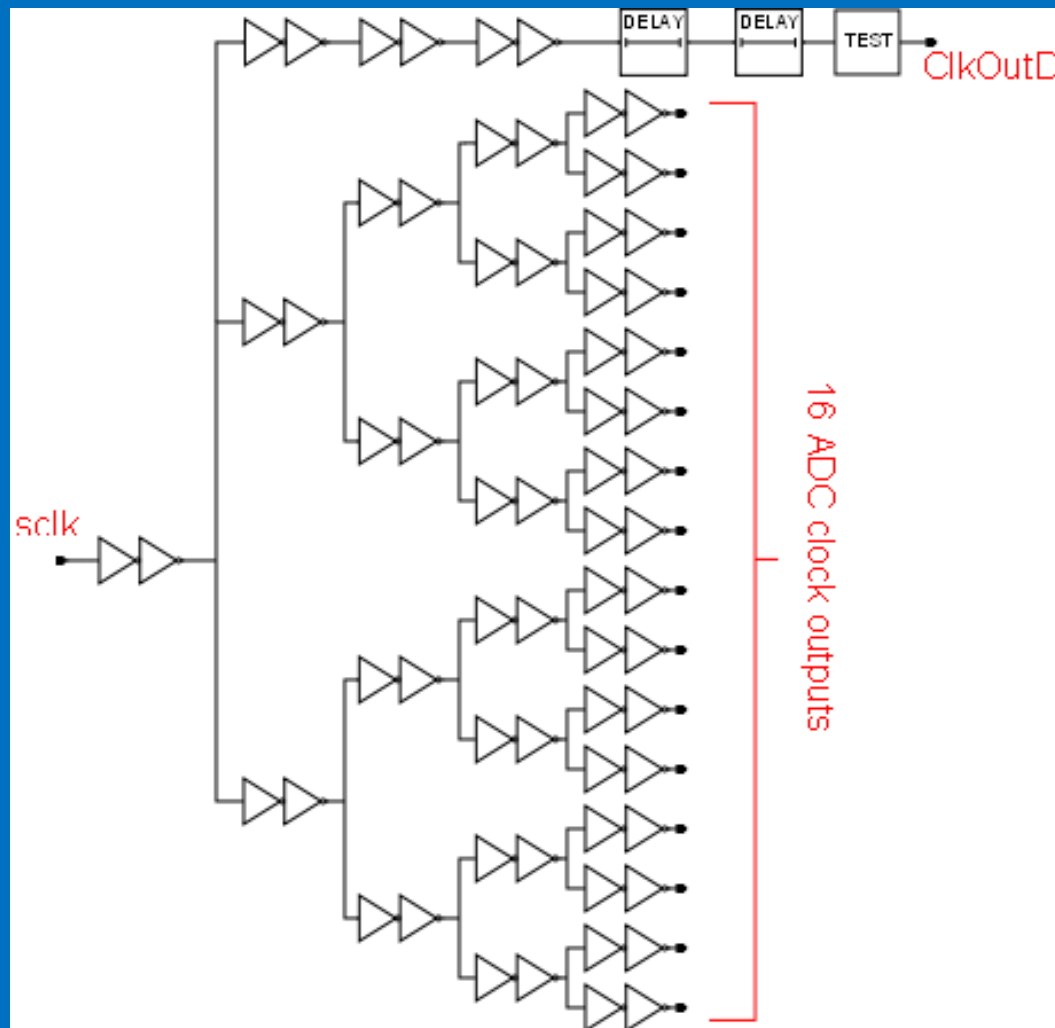 DELAY
DELAY
TEST
ClkOutD
sclk
16 ADC clock outputs